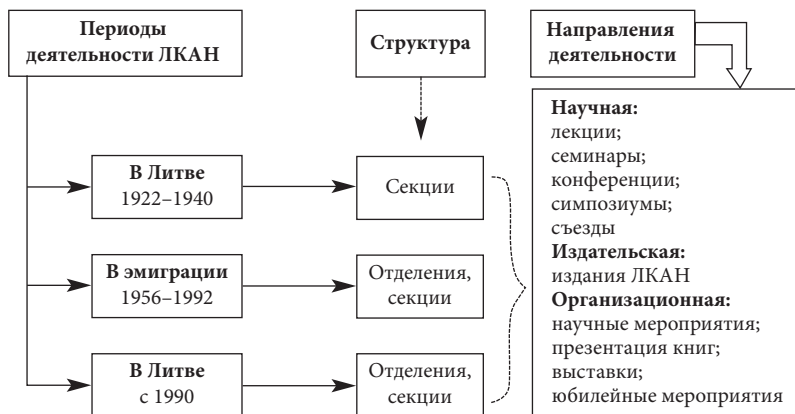 Периоды
деятельности ЛКАН
Структура
Направления
деятельности
В Литве
1922–1940
Секции
В эмиграции
1956–1992
Отделения,
секции
В Литве
с 1990
Отделения,
секции
Научная:
лекции;
семинары;
конференции;
симпозиумы;
съезды
Издательская:
издания ЛКАН
Организационная:
научные мероприятия;
презентация книг;
выставки;
юбилейные мероприятия